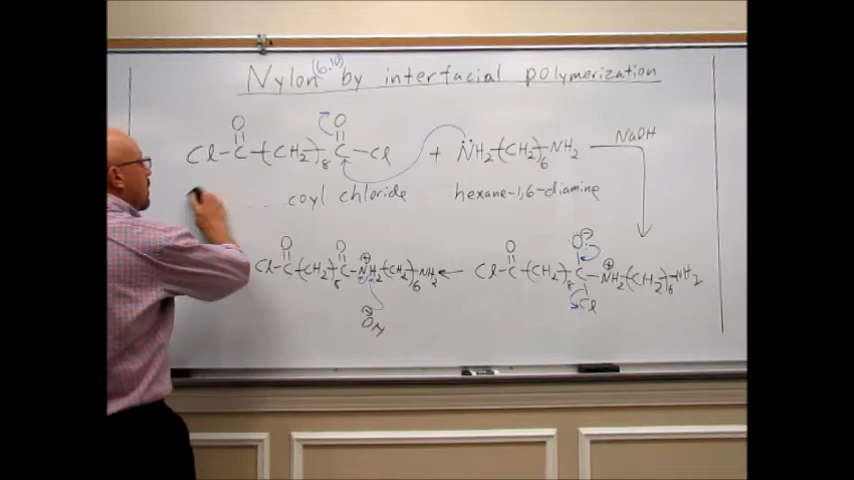 Nylon (6,10) by interfacial polymerization
O O
Cl-C-(CH2)8-C-Cl + NH2-(CH2)6-NH2 NaOH
coyl chloride hexane-1,6-diamine
O O ⊕ O O⊖ ⊕
Cl-C-(CH2)8-C-NH2-(CH2)6-NH2 ← Cl-C-(CH2)8-C-NH2-(CH2)6-NH2
Cl
OH